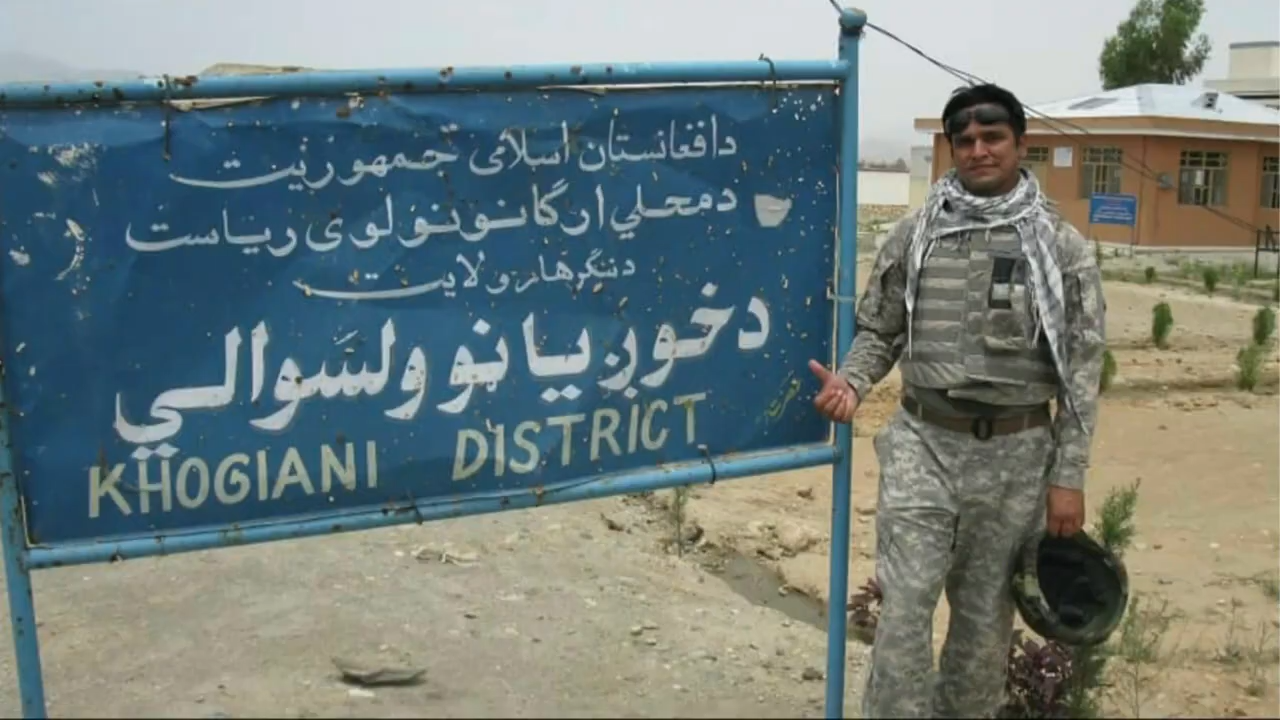 دافغانستان اسلامی جمهوریت
دمحلي ارگانونو لوی ریاست
دننگرهار ولایت
دخوږیانو ولسوالي
KHOGIANI DISTRICT